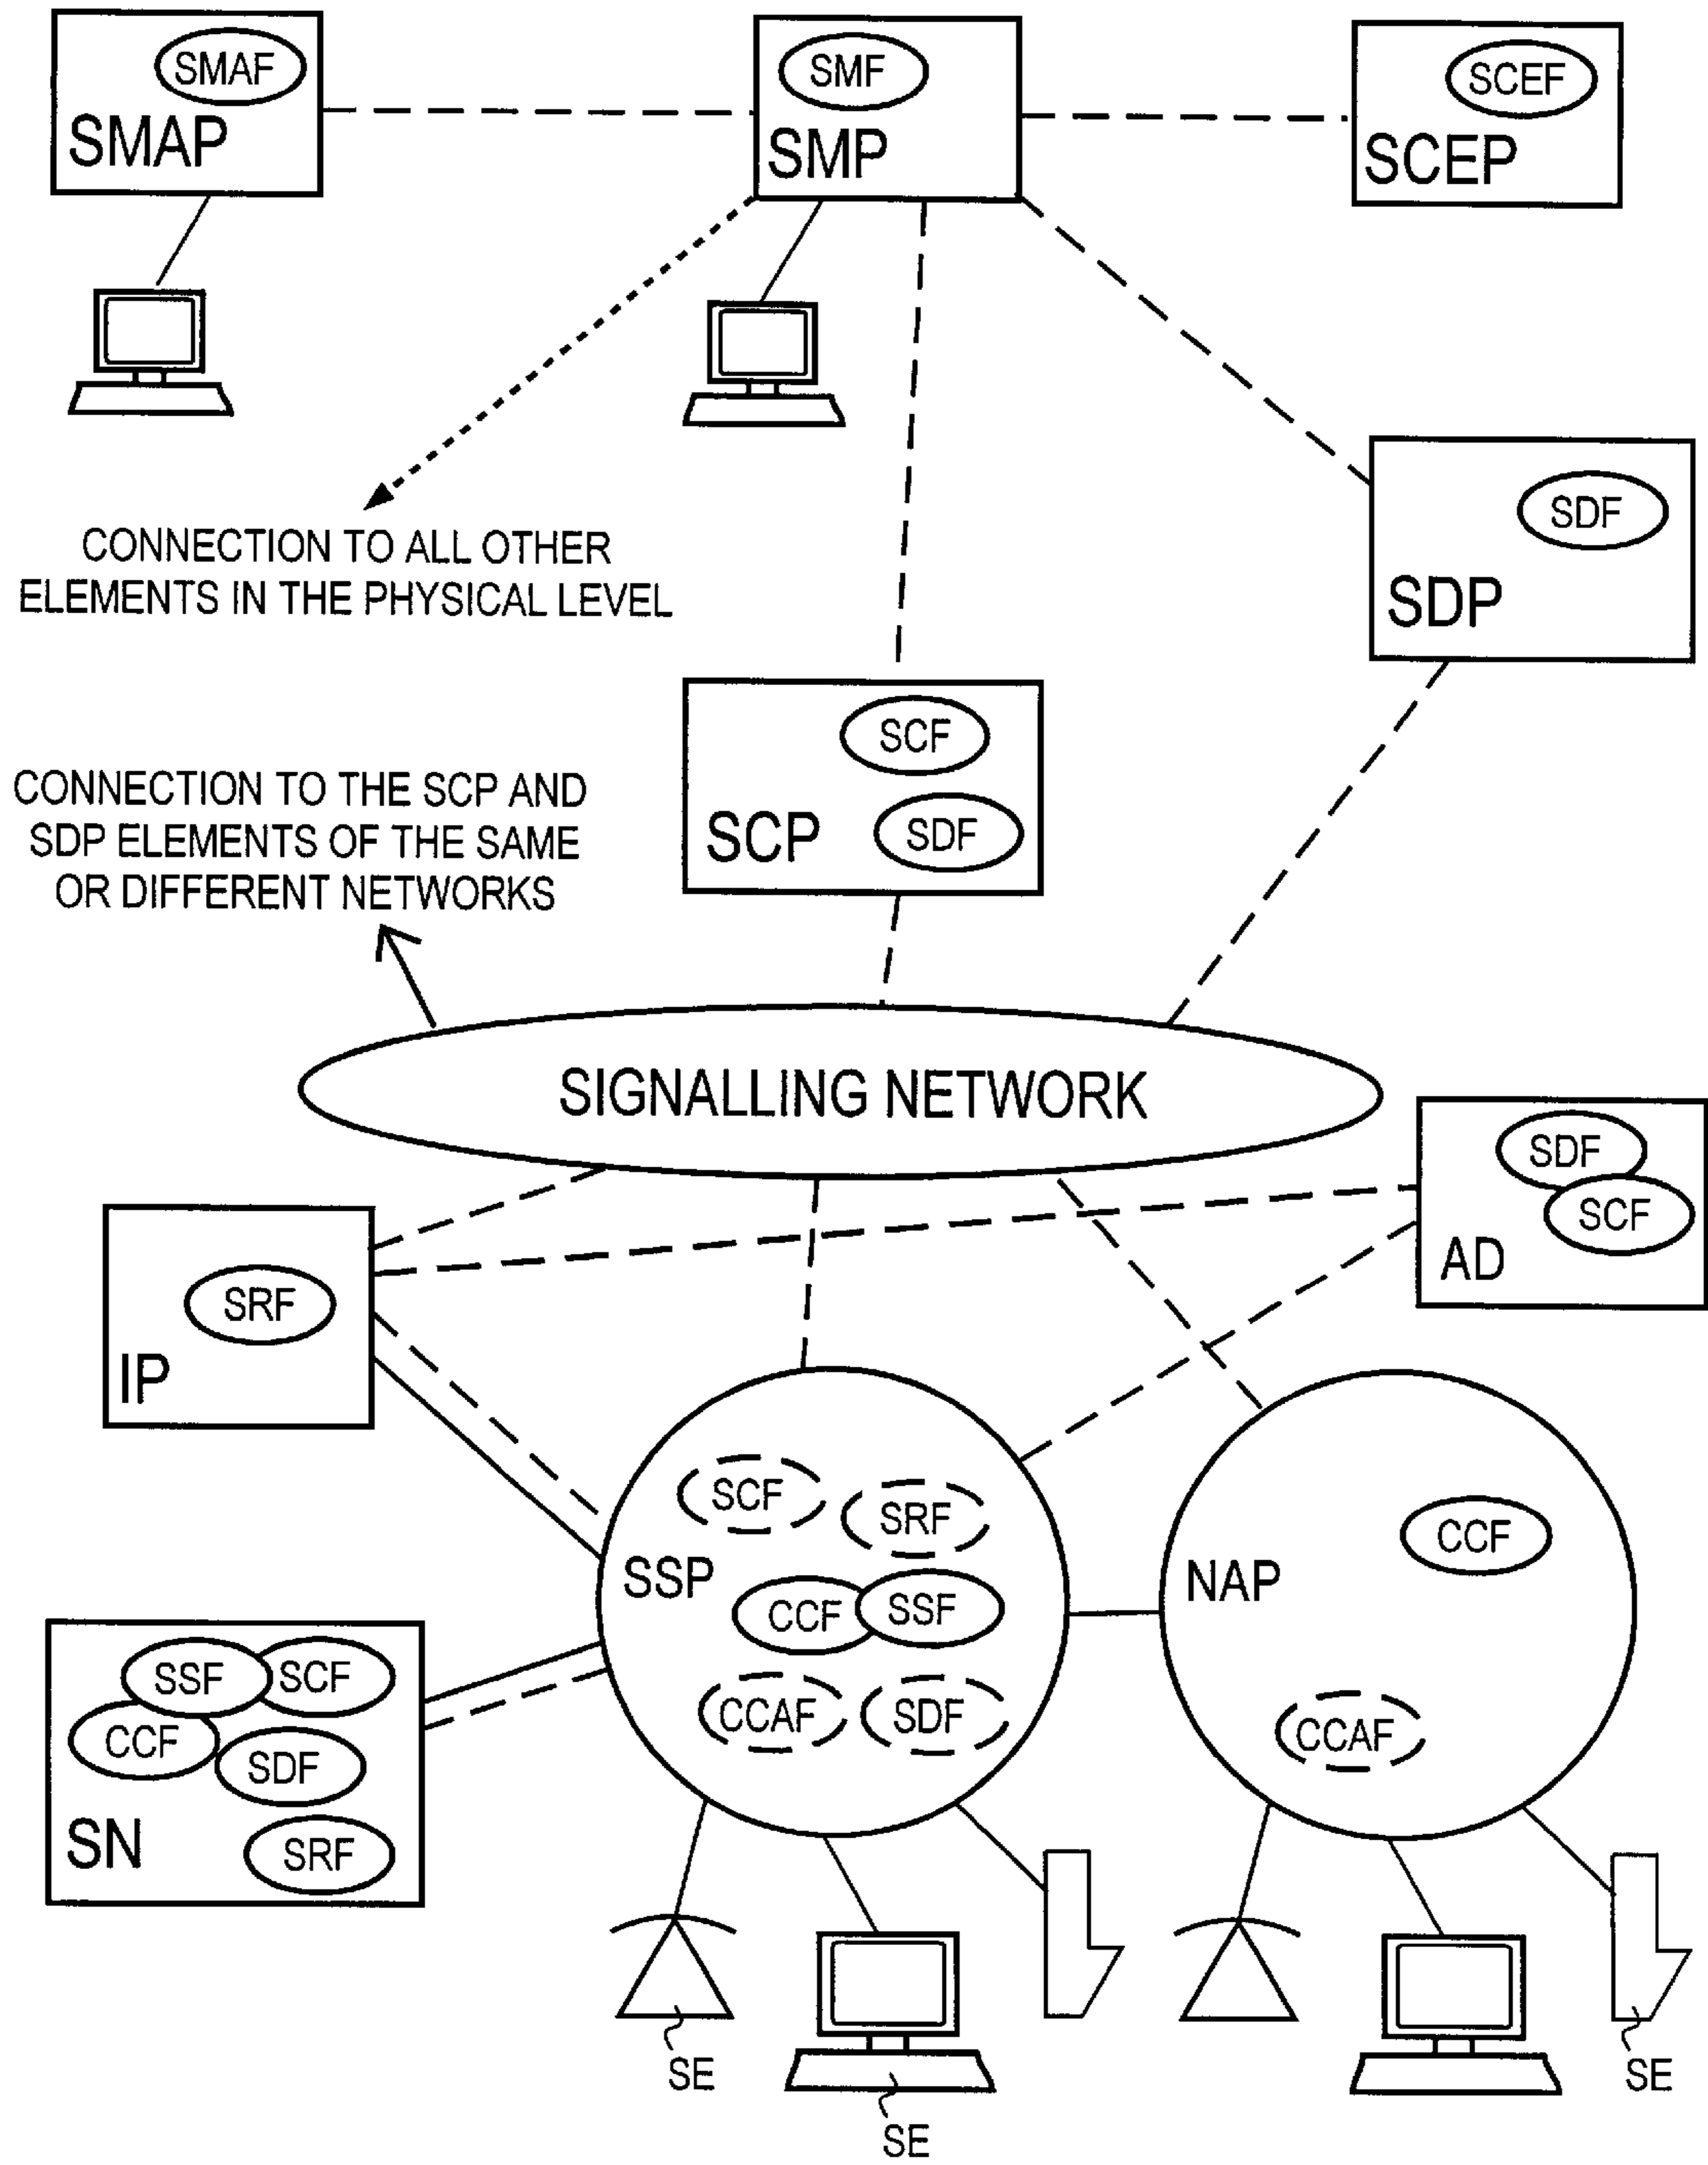 SMAF
SMAP
SMF
SMP
SCEF
SCEP
CONNECTION TO ALL OTHER
ELEMENTS IN THE PHYSICAL LEVEL
SDF
SDP
SCF
SCP
SDF
CONNECTION TO THE SCP AND
SDP ELEMENTS OF THE SAME
OR DIFFERENT NETWORKS
SIGNALLING NETWORK
SDF
SCF
AD
SRF
IP
SCF
SRF
SSP
CCF
SSF
CCAF
SDF
CCF
NAP
CCAF
SSF
SCF
CCF
SDF
SN
SRF
SE
SE
SE